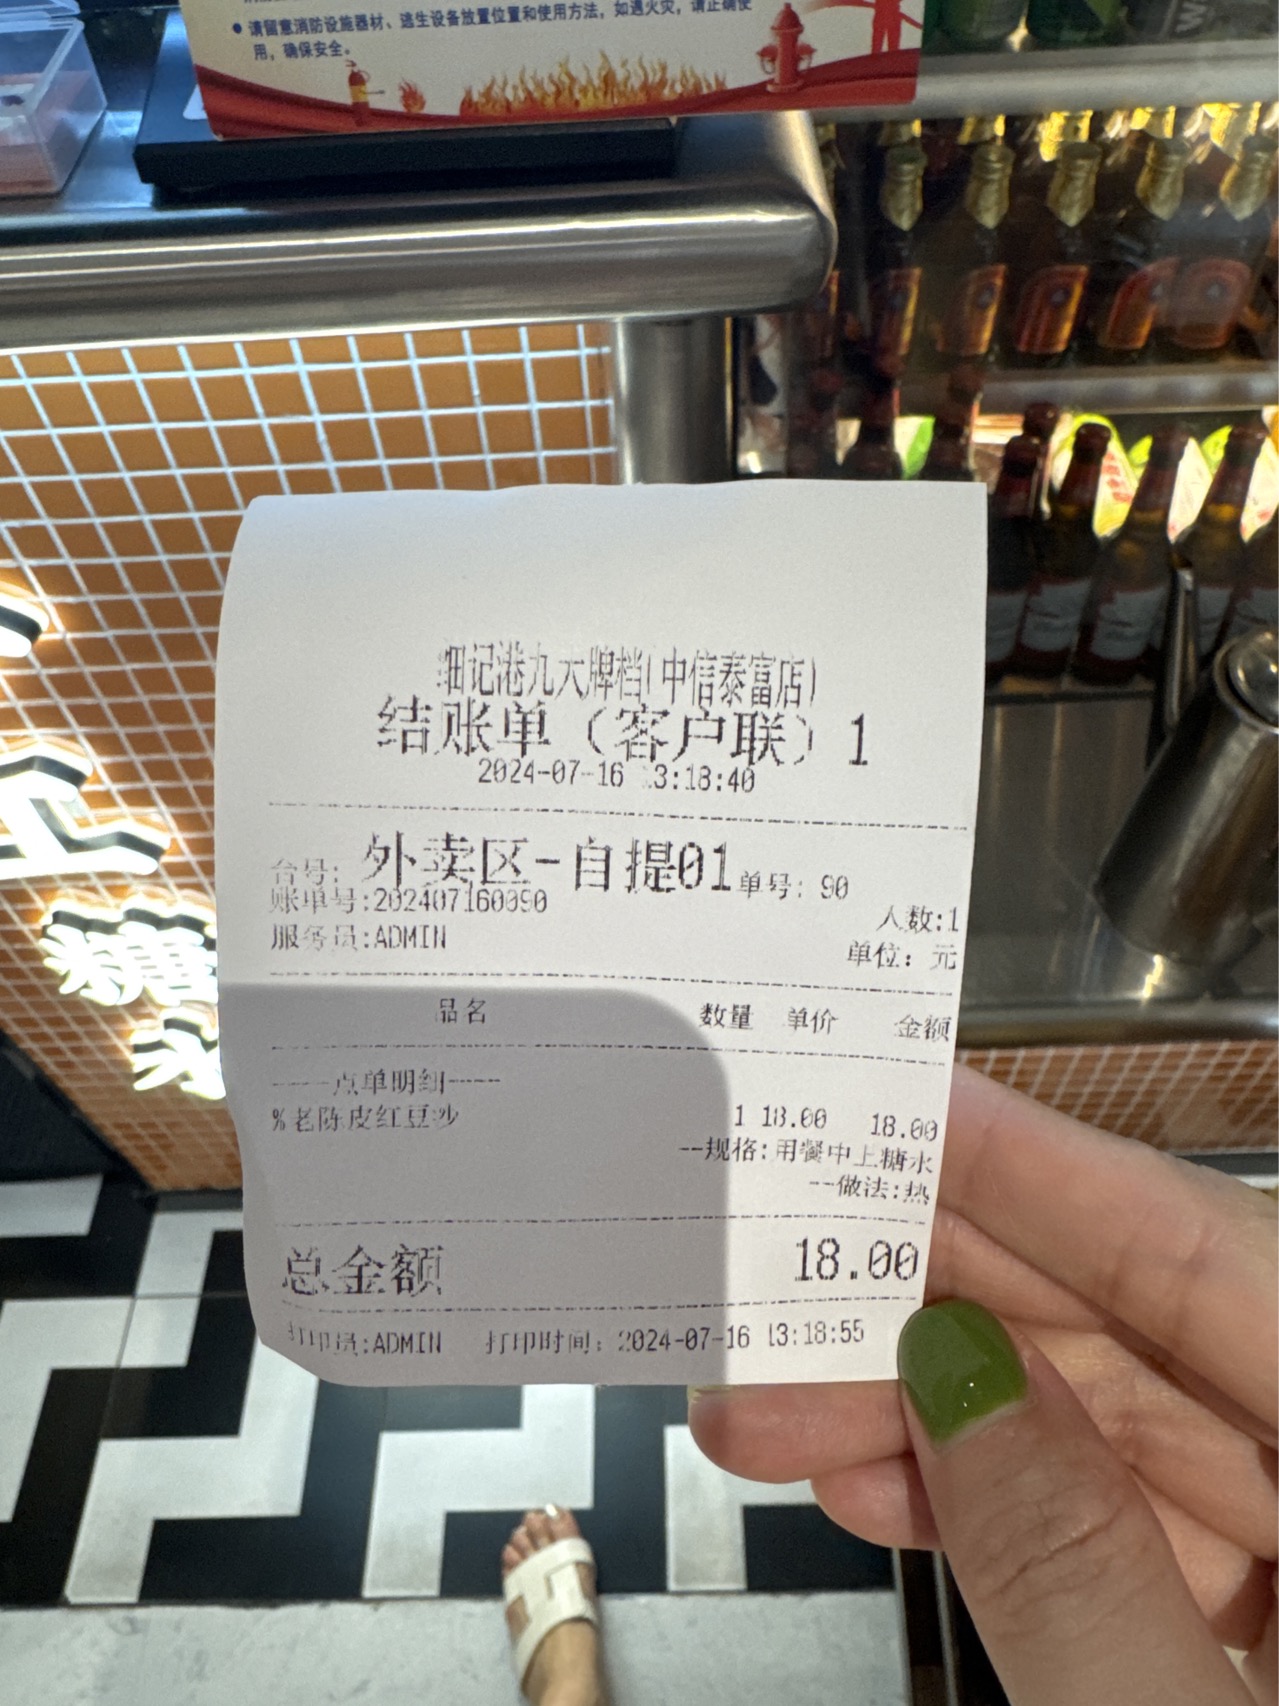 ● 请留意消防设施器材、逃生设备放置位置和使用方法，如遇火灾，请正确使
用，确保安全。
细记港九大牌档(中信泰富店)
结账单（客户联）1
2024-07-16 13:18:40
台号: 外卖区-自提01 单号: 90
账单号:202407160090
人数:1
服务员:ADMIN
单位: 元
品名 数量 单价 金额
----点单明细----
%老陈皮红豆沙 1 18.00 18.00
--规格:用餐中上糖水
--做法:热
总金额 18.00
打印员:ADMIN 打印时间: 2024-07-16 13:18:55
上
糖